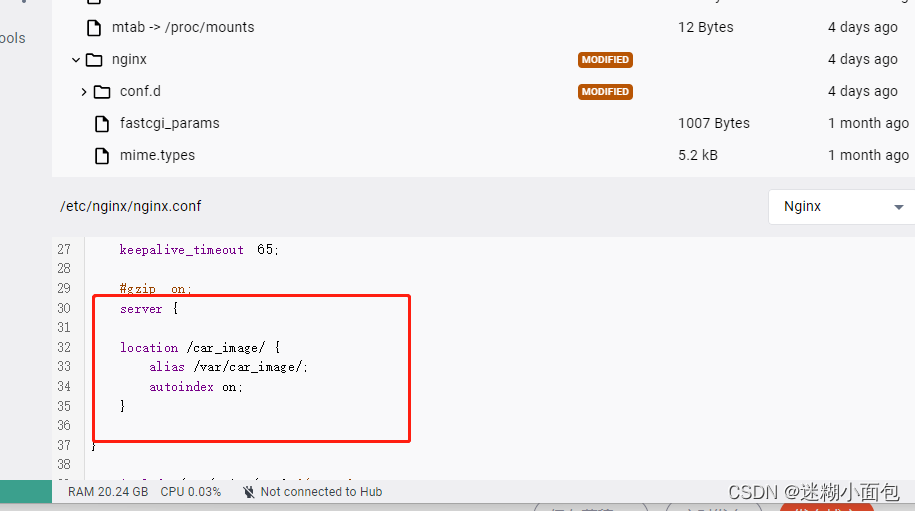 mtab -> /proc/mounts 12 Bytes 4 days ago
ools
nginx MODIFIED 4 days ago
conf.d MODIFIED 4 days ago
fastcgi_params 1007 Bytes 1 month ago
mime.types 5.2 kB 1 month ago
/etc/nginx/nginx.conf Nginx
27 keepalive_timeout 65;
28
29 #gzip on;
30 server {
31
32 location /car_image/ {
33 alias /var/car_image/;
34 autoindex on;
35 }
36
37 }
38
RAM 20.24 GB CPU 0.03% Not connected to Hub
CSDN @迷糊小面包